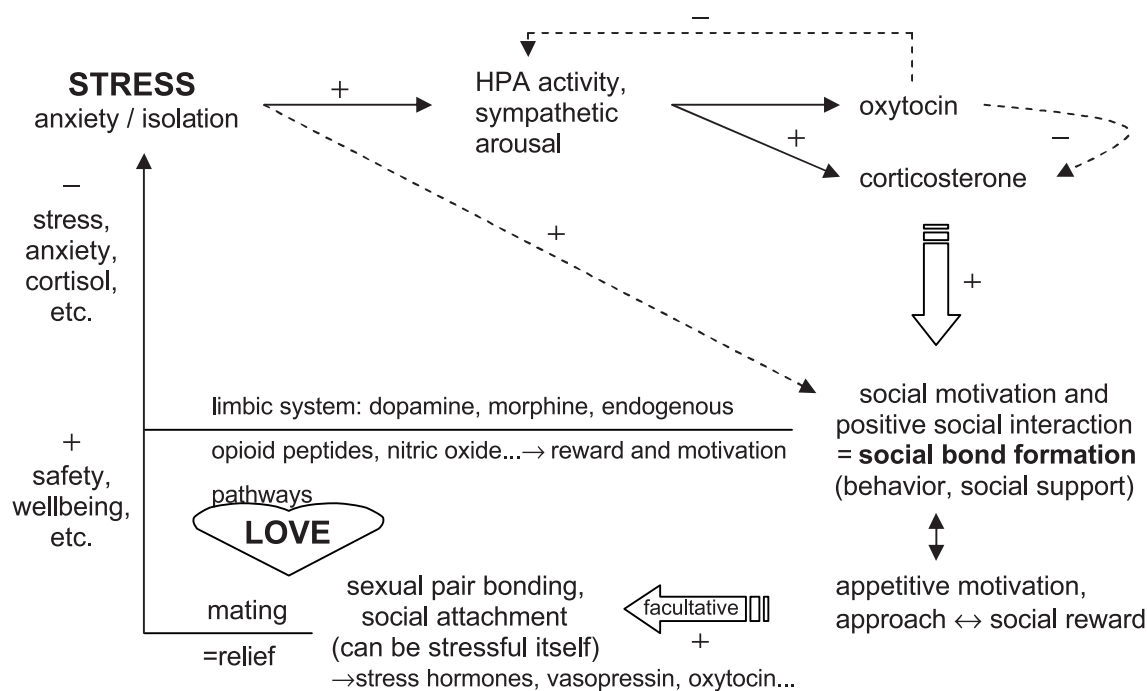 −
STRESS
anxiety / isolation
+
HPA activity,
sympathetic
arousal
+
oxytocin
−
corticosterone
−
stress,
anxiety,
cortisol,
etc.
+
+
social motivation and
positive social interaction
= social bond formation
(behavior, social support)
limbic system: dopamine, morphine, endogenous
opioid peptides, nitric oxide...→ reward and motivation
pathways
+
safety,
wellbeing,
etc.
LOVE
appetitive motivation,
approach ↔ social reward
sexual pair bonding,
social attachment
(can be stressful itself)
→stress hormones, vasopressin, oxytocin...
facultative
+
mating
=relief